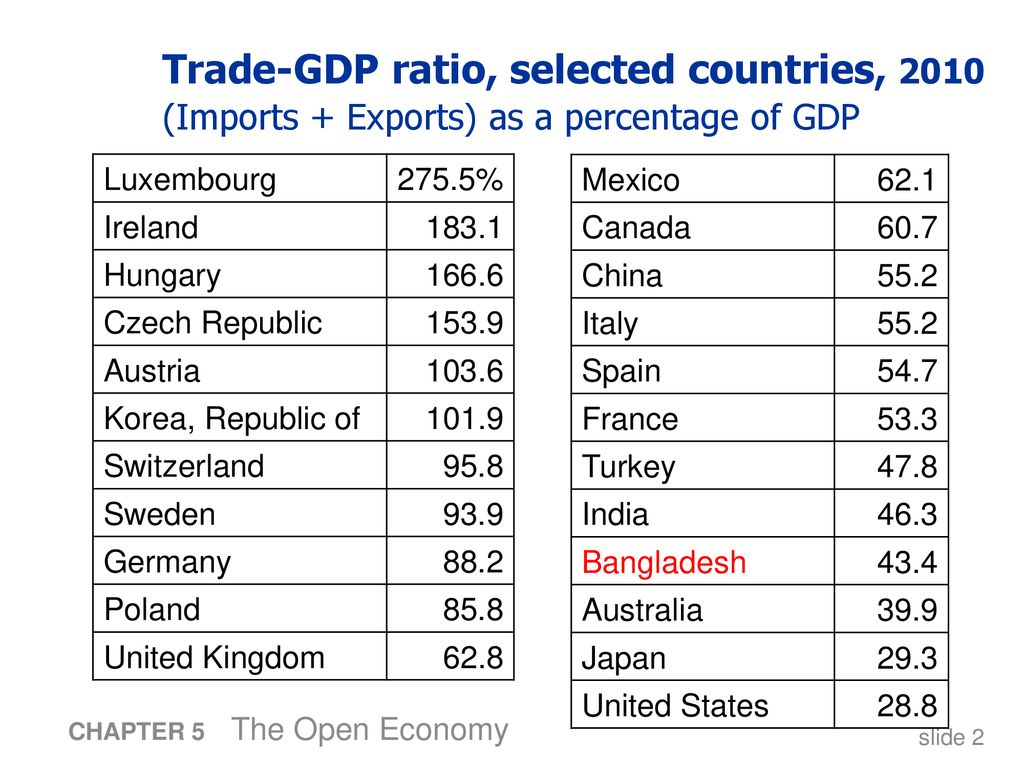 Trade-GDP ratio, selected countries, 2010
(Imports + Exports) as a percentage of GDP
Luxembourg 275.5%
Ireland 183.1
Hungary 166.6
Czech Republic 153.9
Austria 103.6
Korea, Republic of 101.9
Switzerland 95.8
Sweden 93.9
Germany 88.2
Poland 85.8
United Kingdom 62.8
Mexico 62.1
Canada 60.7
China 55.2
Italy 55.2
Spain 54.7
France 53.3
Turkey 47.8
India 46.3
Bangladesh 43.4
Australia 39.9
Japan 29.3
United States 28.8
CHAPTER 5 The Open Economy
slide 2